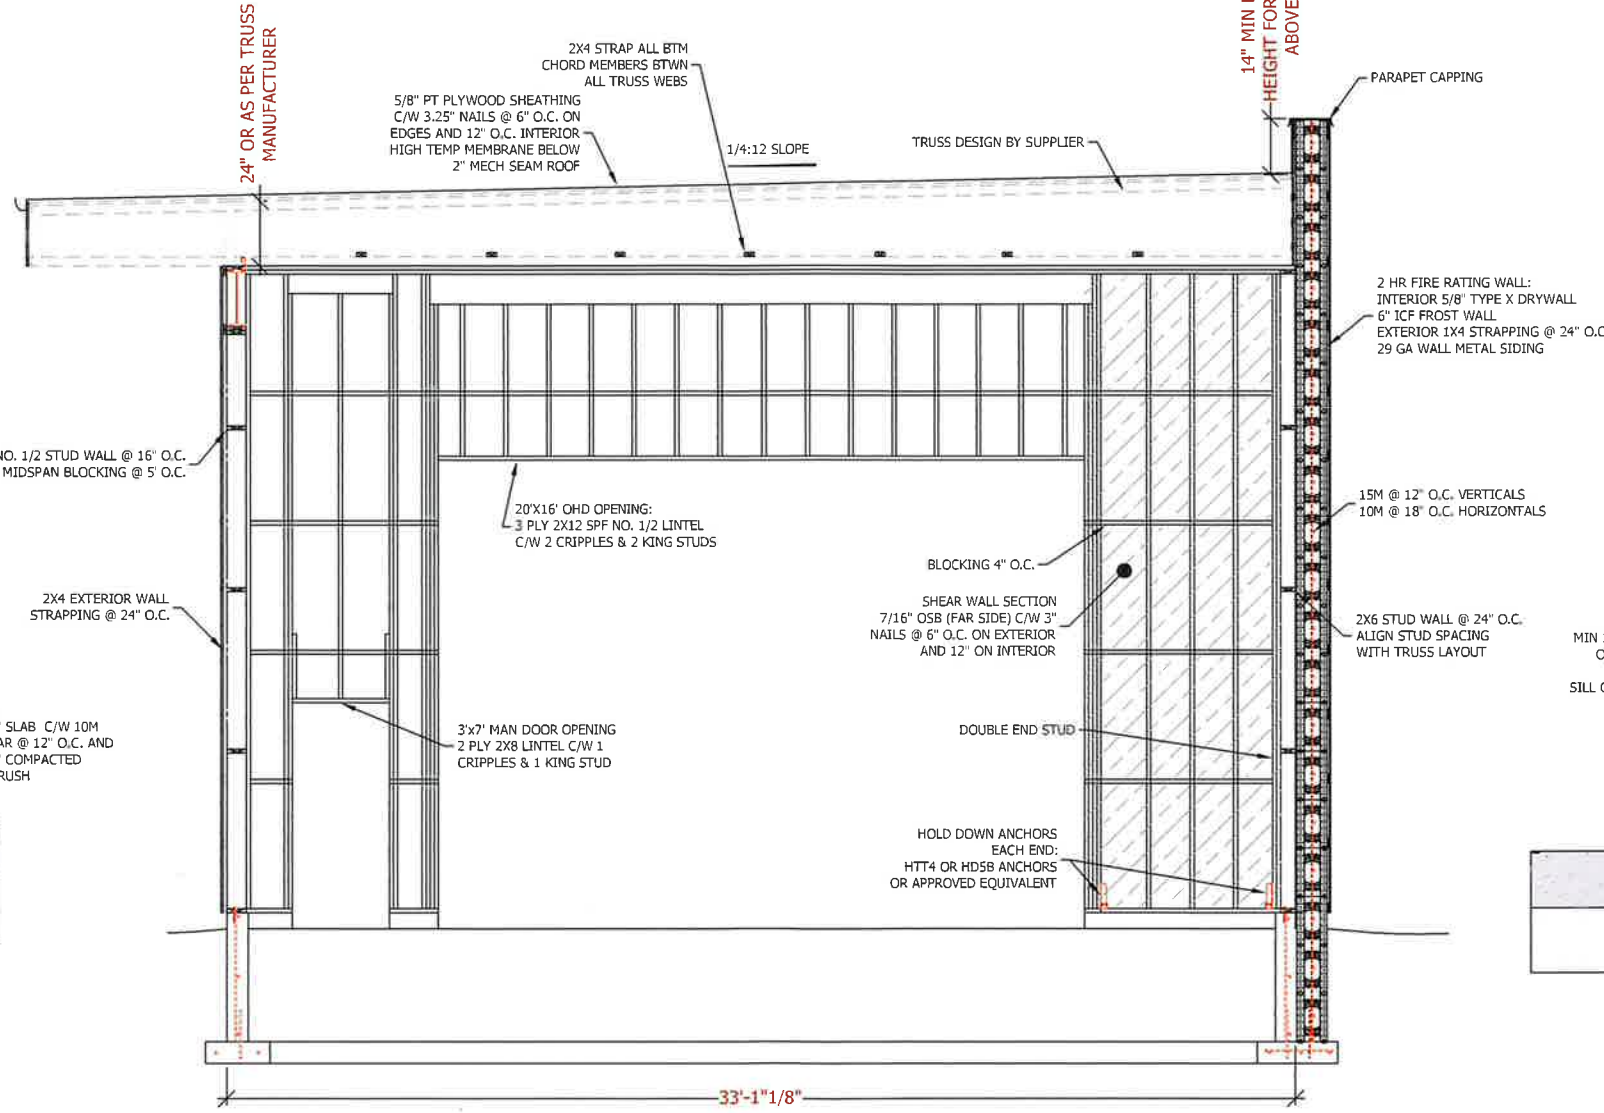 24" OR AS PER TRUSS
MANUFACTURER
2X4 STRAP ALL BTM
CHORD MEMBERS BTWN
ALL TRUSS WEBS
5/8" PT PLYWOOD SHEATHING
C/W 3.25" NAILS @ 6" O.C. ON
EDGES AND 12" O.C. INTERIOR
HIGH TEMP MEMBRANE BELOW
2" MECH SEAM ROOF
1/4:12 SLOPE
TRUSS DESIGN BY SUPPLIER
14" MIN
HEIGHT FOR
ABOVE
PARAPET CAPPING
2 HR FIRE RATING WALL:
INTERIOR 5/8" TYPE X DRYWALL
6" ICF FROST WALL
EXTERIOR 1X4 STRAPPING @ 24" O.C
29 GA WALL METAL SIDING
NO. 1/2 STUD WALL @ 16" O.C.
MIDSPAN BLOCKING @ 5' O.C.
20'X16' OHD OPENING:
3 PLY 2X12 SPF NO. 1/2 LINTEL
C/W 2 CRIPPLES & 2 KING STUDS
15M @ 12" O.C. VERTICALS
10M @ 18" O.C. HORIZONTALS
BLOCKING 4" O.C.
SHEAR WALL SECTION
7/16" OSB (FAR SIDE) C/W 3"
NAILS @ 6" O.C. ON EXTERIOR
AND 12" ON INTERIOR
2X4 EXTERIOR WALL
STRAPPING @ 24" O.C.
2X6 STUD WALL @ 24" O.C.
ALIGN STUD SPACING
WITH TRUSS LAYOUT
MIN
SILL
SLAB C/W 10M
@ 12" O.C. AND
COMPACTED
3'x7' MAN DOOR OPENING
2 PLY 2X8 LINTEL C/W 1
CRIPPLES & 1 KING STUD
DOUBLE END STUD
HOLD DOWN ANCHORS
EACH END:
HTT4 OR HD5B ANCHORS
OR APPROVED EQUIVALENT
33'-1"1/8"